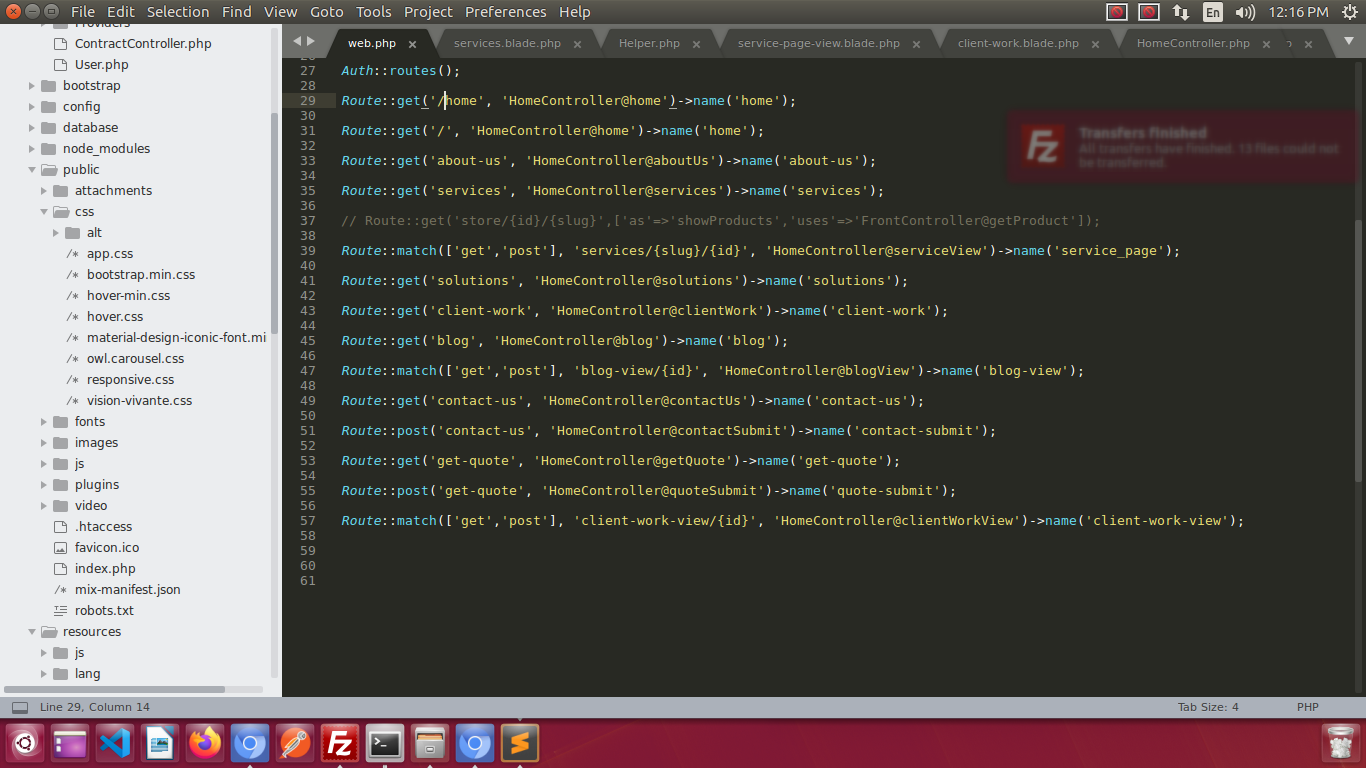 File Edit Selection Find View Goto Tools Project Preferences Help
En 12:16 PM
Providers
ContractController.php
User.php
bootstrap
config
database
node_modules
public
attachments
css
alt
app.css
bootstrap.min.css
hover-min.css
hover.css
material-design-iconic-font.mi
owl.carousel.css
responsive.css
vision-vivante.css
fonts
images
js
plugins
video
.htaccess
favicon.ico
index.php
mix-manifest.json
robots.txt
resources
js
lang
web.php × services.blade.php × Helper.php × service-page-view.blade.php × client-work.blade.php × HomeController.php ×
26
27 Auth::routes();
28
29 Route::get('/home', 'HomeController@home')->name('home');
30
31 Route::get('/', 'HomeController@home')->name('home');
32
33 Route::get('about-us', 'HomeController@aboutUs')->name('about-us');
34
35 Route::get('services', 'HomeController@services')->name('services');
36
37 // Route::get('store/{id}/{slug}',['as'=>'showProducts','uses'=>'FrontController@getProduct']);
38
39 Route::match(['get','post'], 'services/{slug}/{id}', 'HomeController@serviceView')->name('service_page');
40
41 Route::get('solutions', 'HomeController@solutions')->name('solutions');
42
43 Route::get('client-work', 'HomeController@clientWork')->name('client-work');
44
45 Route::get('blog', 'HomeController@blog')->name('blog');
46
47 Route::match(['get','post'], 'blog-view/{id}', 'HomeController@blogView')->name('blog-view');
48
49 Route::get('contact-us', 'HomeController@contactUs')->name('contact-us');
50
51 Route::post('contact-us', 'HomeController@contactSubmit')->name('contact-submit');
52
53 Route::get('get-quote', 'HomeController@getQuote')->name('get-quote');
54
55 Route::post('get-quote', 'HomeController@quoteSubmit')->name('quote-submit');
56
57 Route::match(['get','post'], 'client-work-view/{id}', 'HomeController@clientWorkView')->name('client-work-view');
58
59
60
61
Fz Transfers finished
All transfers have finished. 13 files could not
be transferred.
Line 29, Column 14 Tab Size: 4 PHP
Fz